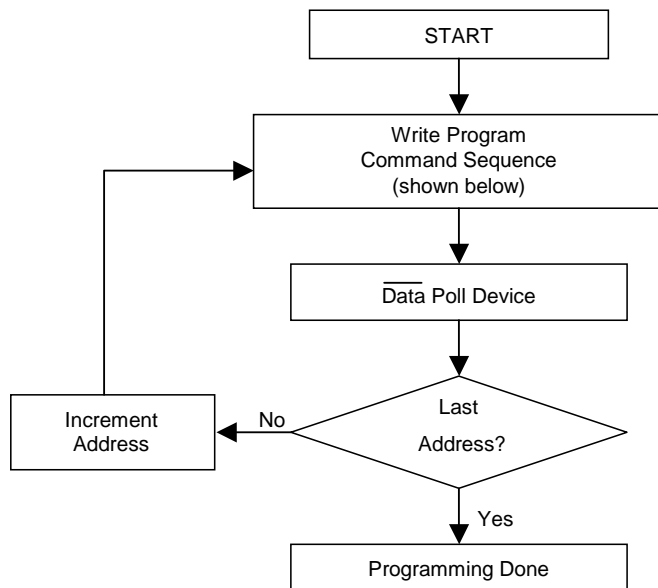 START
Write Program
Command Sequence
(shown below)
Data Poll Device
Last
Address?
No
Increment
Address
Yes
Programming Done